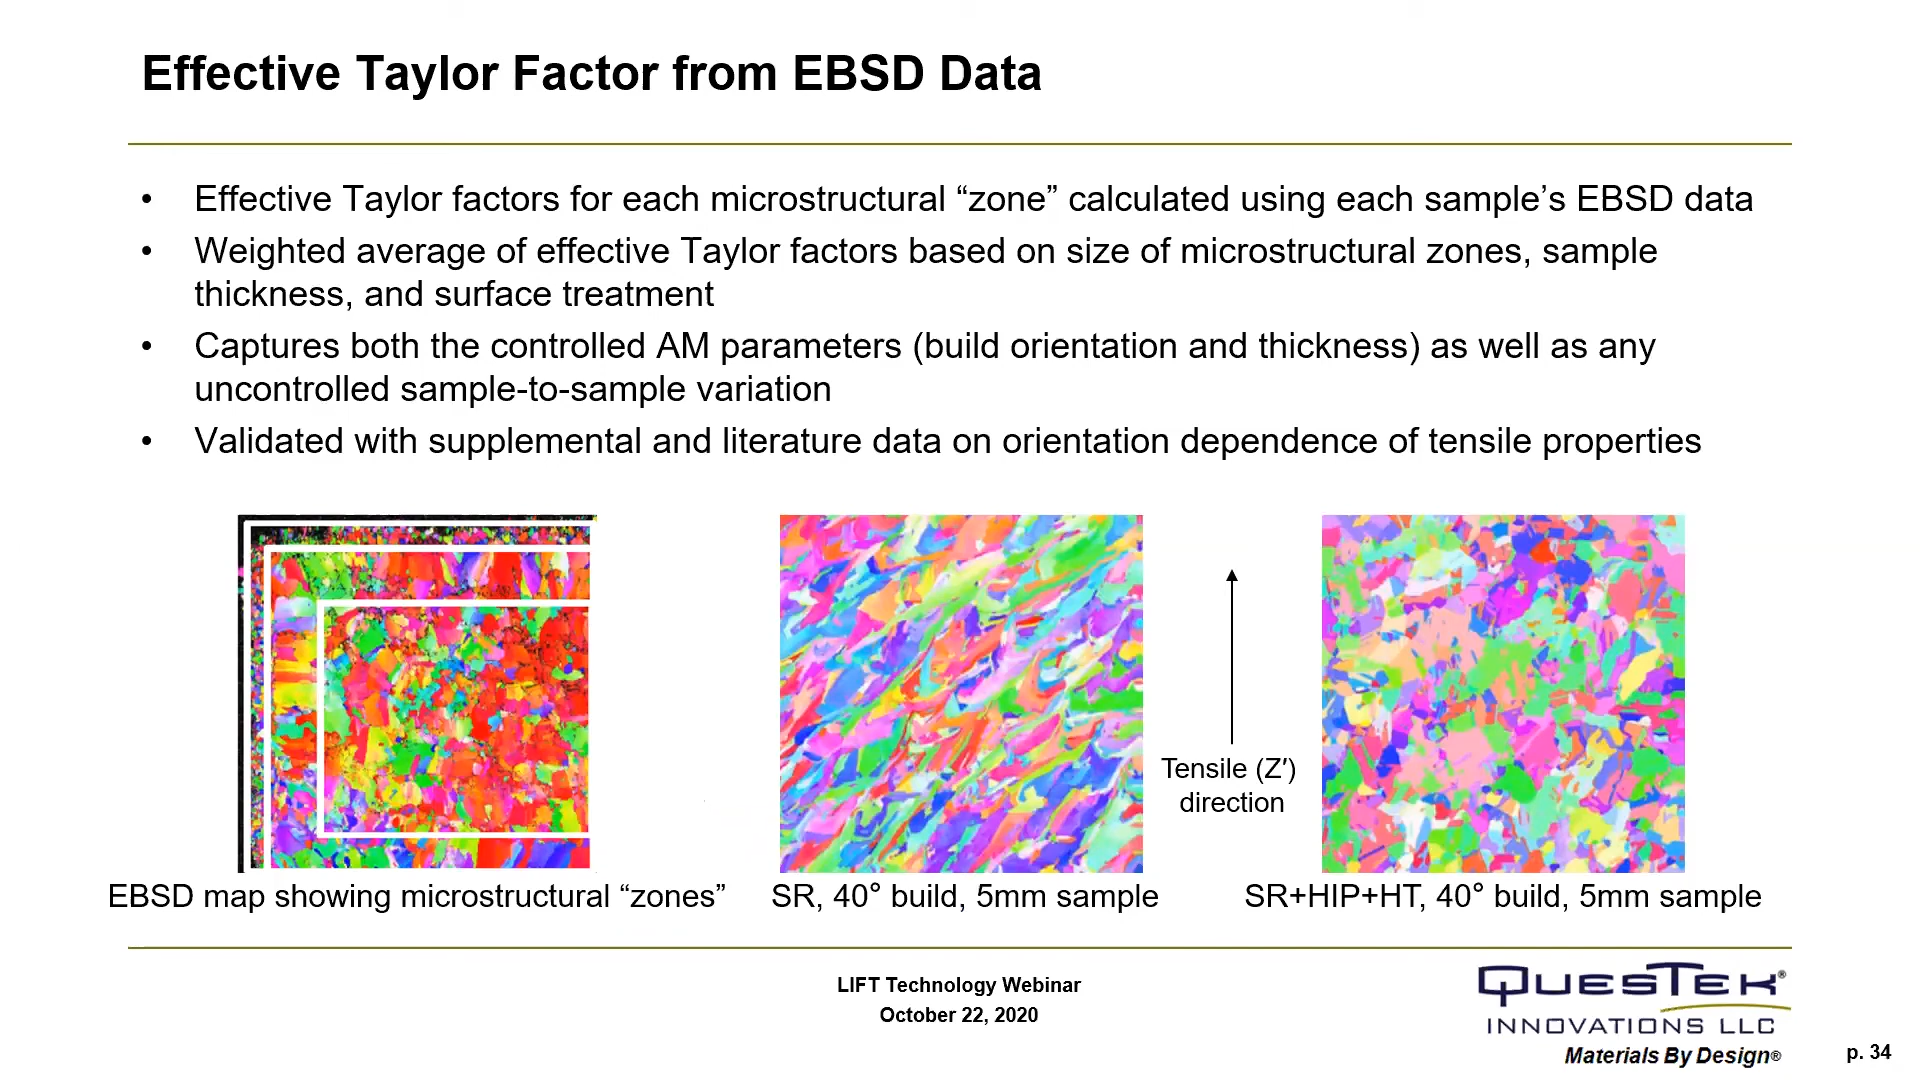 Effective Taylor Factor from EBSD Data
• Effective Taylor factors for each microstructural “zone” calculated using each sample’s EBSD data
• Weighted average of effective Taylor factors based on size of microstructural zones, sample
thickness, and surface treatment
• Captures both the controlled AM parameters (build orientation and thickness) as well as any
uncontrolled sample-to-sample variation
• Validated with supplemental and literature data on orientation dependence of tensile properties
Tensile (Z′)
direction
EBSD map showing microstructural “zones”
SR, 40° build, 5mm sample
SR+HIP+HT, 40° build, 5mm sample
LIFT Technology Webinar
October 22, 2020
QUESTEK®
INNOVATIONS LLC
Materials By Design®
p. 34